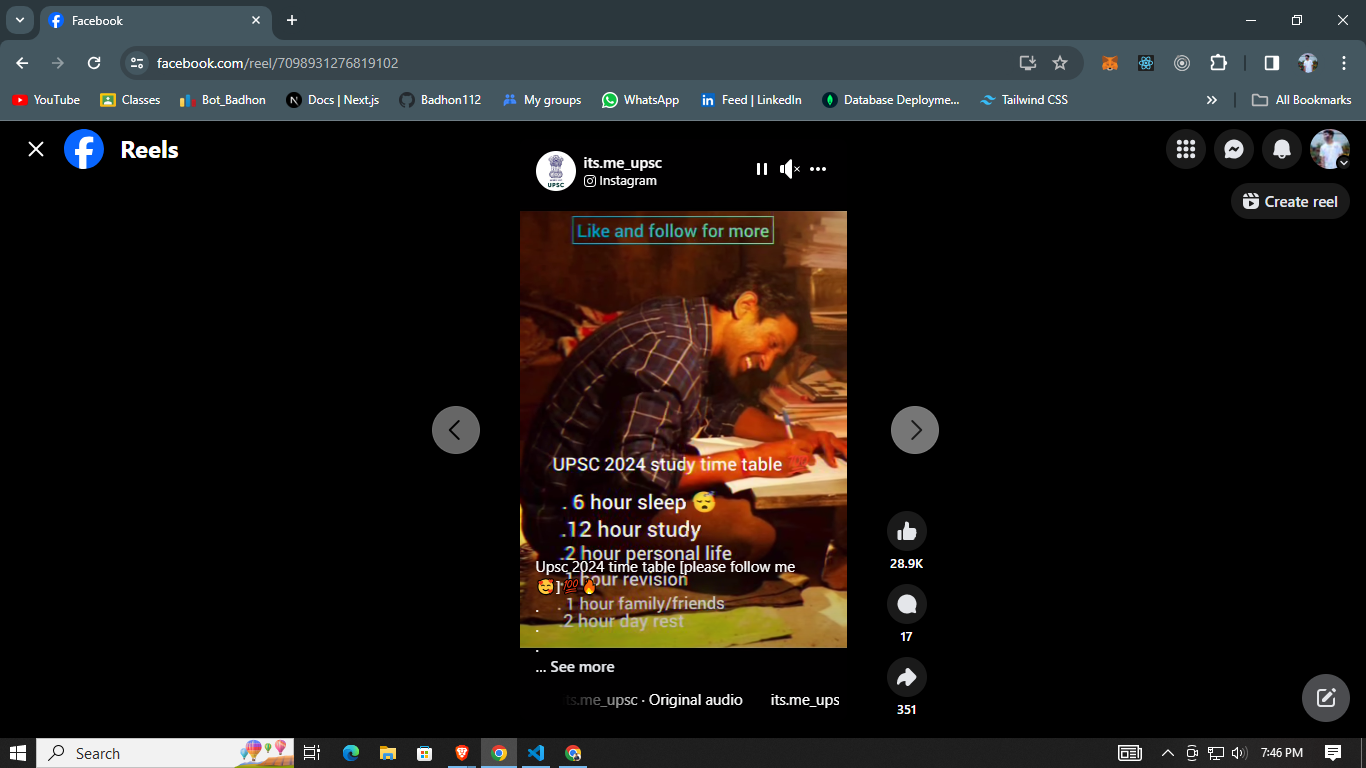 Facebook
facebook.com/reel/7098931276819102
YouTube
Classes
Bot_Badhon
Docs | Next.js
Badhon112
My groups
WhatsApp
Feed | LinkedIn
Database Deployme...
Tailwind CSS
All Bookmarks
Reels
its.me_upsc
Instagram
UPSC
Create reel
Like and follow for more
UPSC 2024 study time table 💯
. 6 hour sleep 😴
.12 hour study
.2 hour personal life
Upsc 2024 time table [please follow me
🥰]💯🔥
1 hour revision
.
. 1 hour family/friends
.
.2 hour day rest
.
... See more
ts.me_upsc · Original audio
its.me_ups
28.9K
17
351
Search
7:46 PM